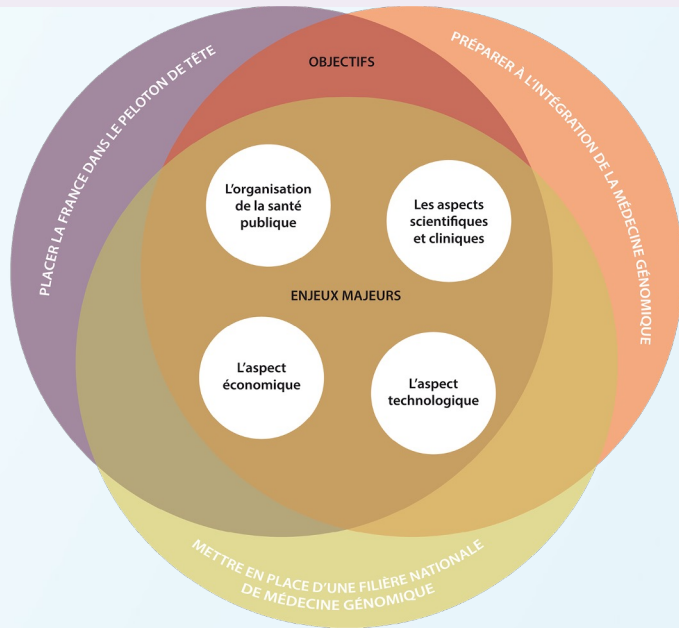 OBJECTIFS
PLACER LA FRANCE DANS LE PELOTON DE TÊTE
PRÉPARER À L'INTÉGRATION DE LA MÉDECINE GÉNOMIQUE
L'organisation
de la santé
publique
Les aspects
scientifiques
et cliniques
ENJEUX MAJEURS
L'aspect
économique
L'aspect
technologique
METTRE EN PLACE D'UNE FILIÈRE NATIONALE
DE MÉDECINE GÉNOMIQUE